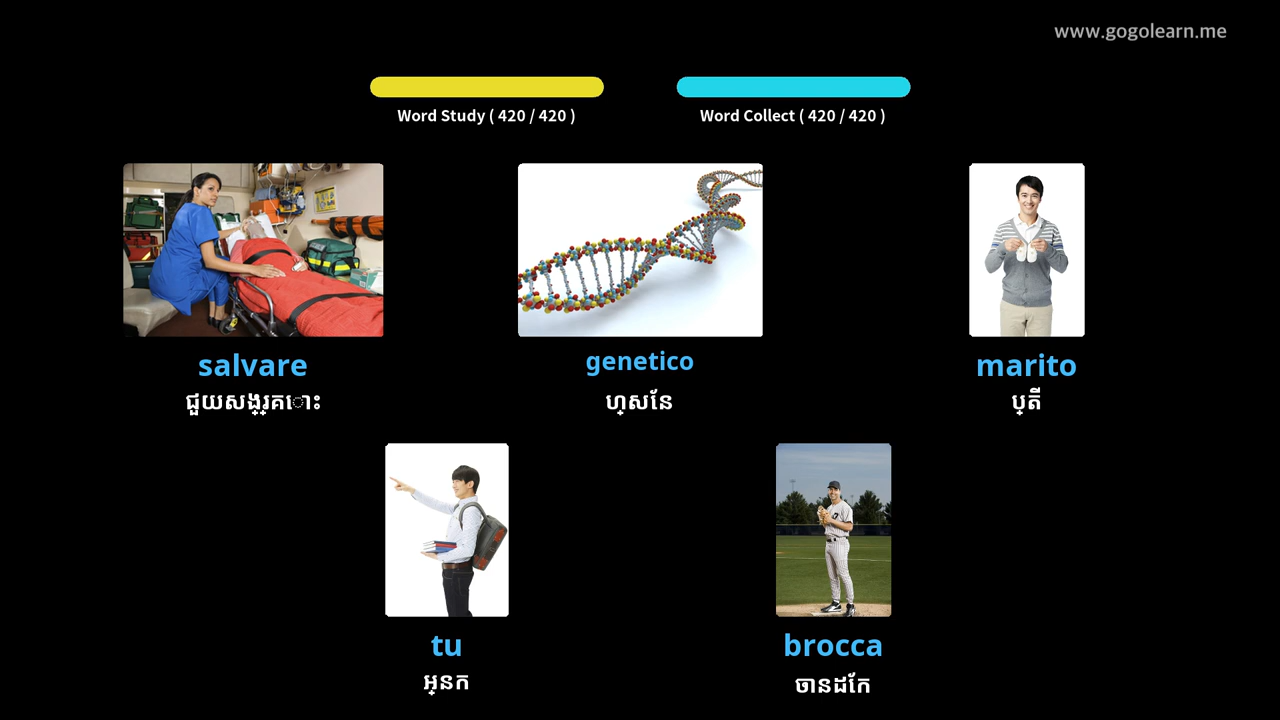 www.gogolearn.me
Word Study ( 420 / 420 )
Word Collect ( 420 / 420 )
salvare
genetico
marito
ជួយសង្រ្គោះ
ហ្សែន
ប្តី
tu
brocca
អ្នក
ចានដែក